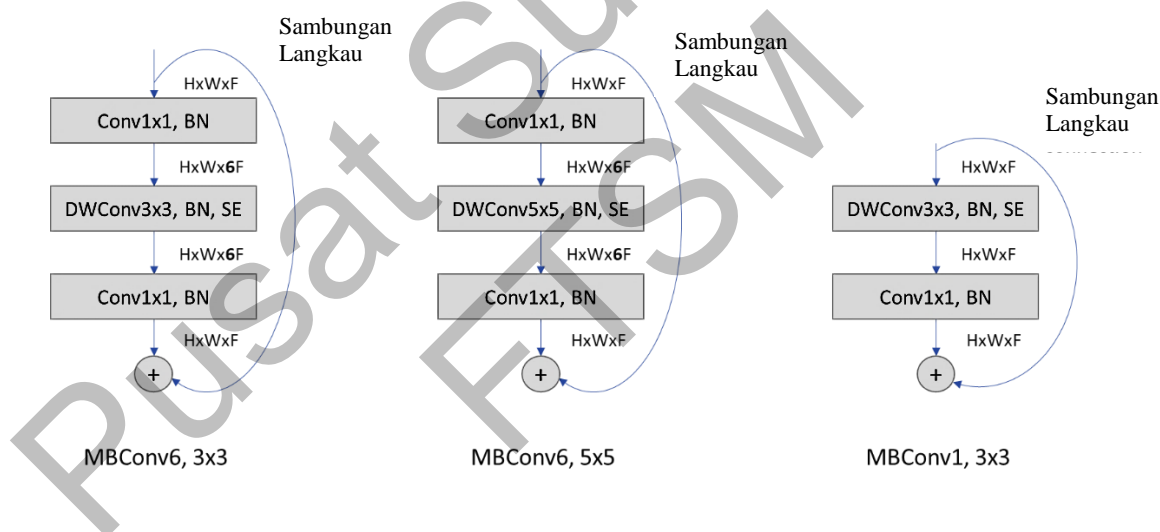 Sambungan
Langkau
HxWxF
Conv1x1, BN
HxWx6F
DWConv3x3, BN, SE
HxWx6F
Conv1x1, BN
HxWxF
+
MBConv6, 3x3
Sambungan
Langkau
HxWxF
Conv1x1, BN
HxWx6F
DWConv5x5, BN, SE
HxWx6F
Conv1x1, BN
HxWxF
+
MBConv6, 5x5
Sambungan
Langkau
HxWxF
DWConv3x3, BN, SE
HxWxF
Conv1x1, BN
HxWxF
+
MBConv1, 3x3
Pusat Su
FTSM